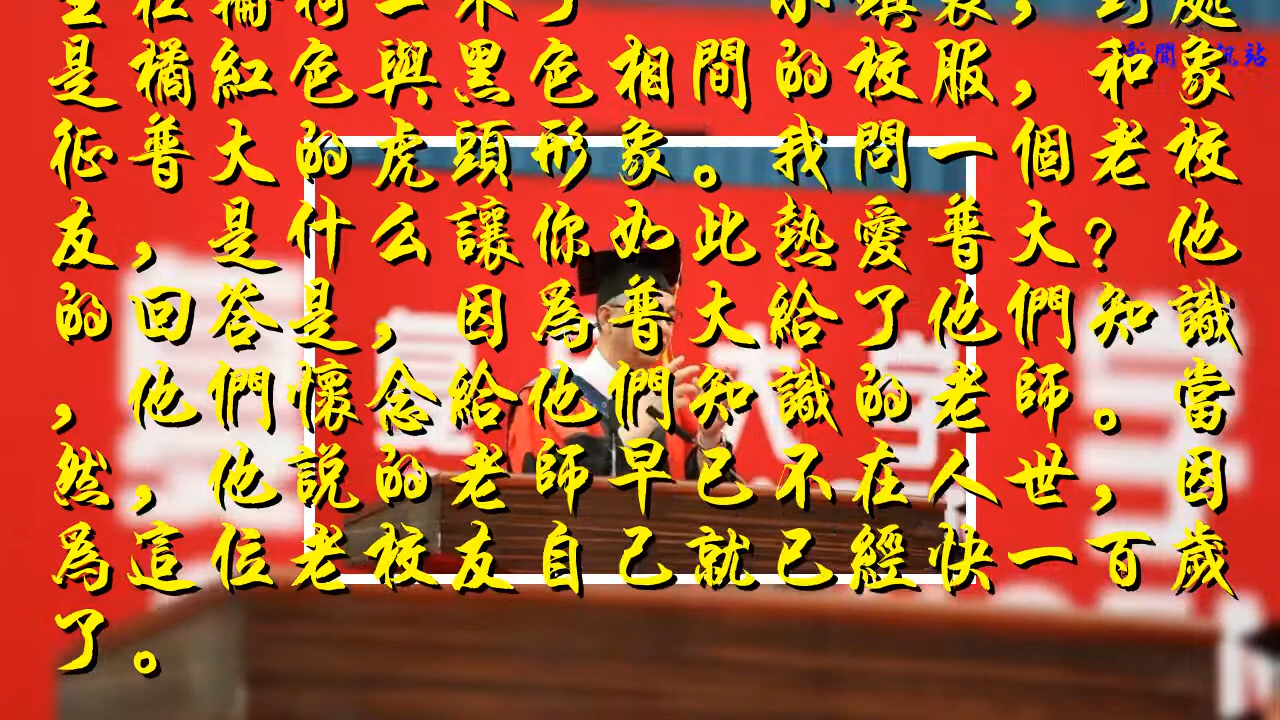 是橘紅色與黑色相間的校服，和象
征普大的虎頭形象。我問一個老校
友，是什么讓你如此熱愛普大？他
的回答是，因為普大給了他們知識
，他們懷念給他們知識的老師。當
然，他說的老師早已不在人世，因
為這位老校友自己就已經快一百歲
了。